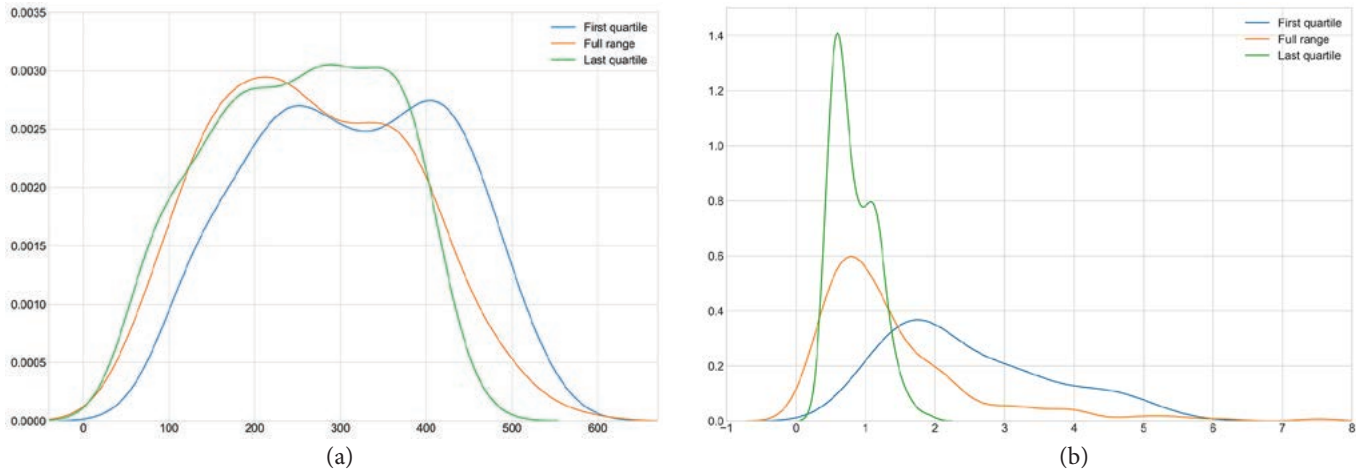 0.0035
0.0030
0.0025
0.0020
0.0015
0.0010
0.0005
0.0000
0 100 200 300 400 500 600
First quartile
Full range
Last quartile
(a)
1.4
1.2
1.0
0.8
0.6
0.4
0.2
0.0
−1 0 1 2 3 4 5 6 7 8
First quartile
Full range
Last quartile
(b)